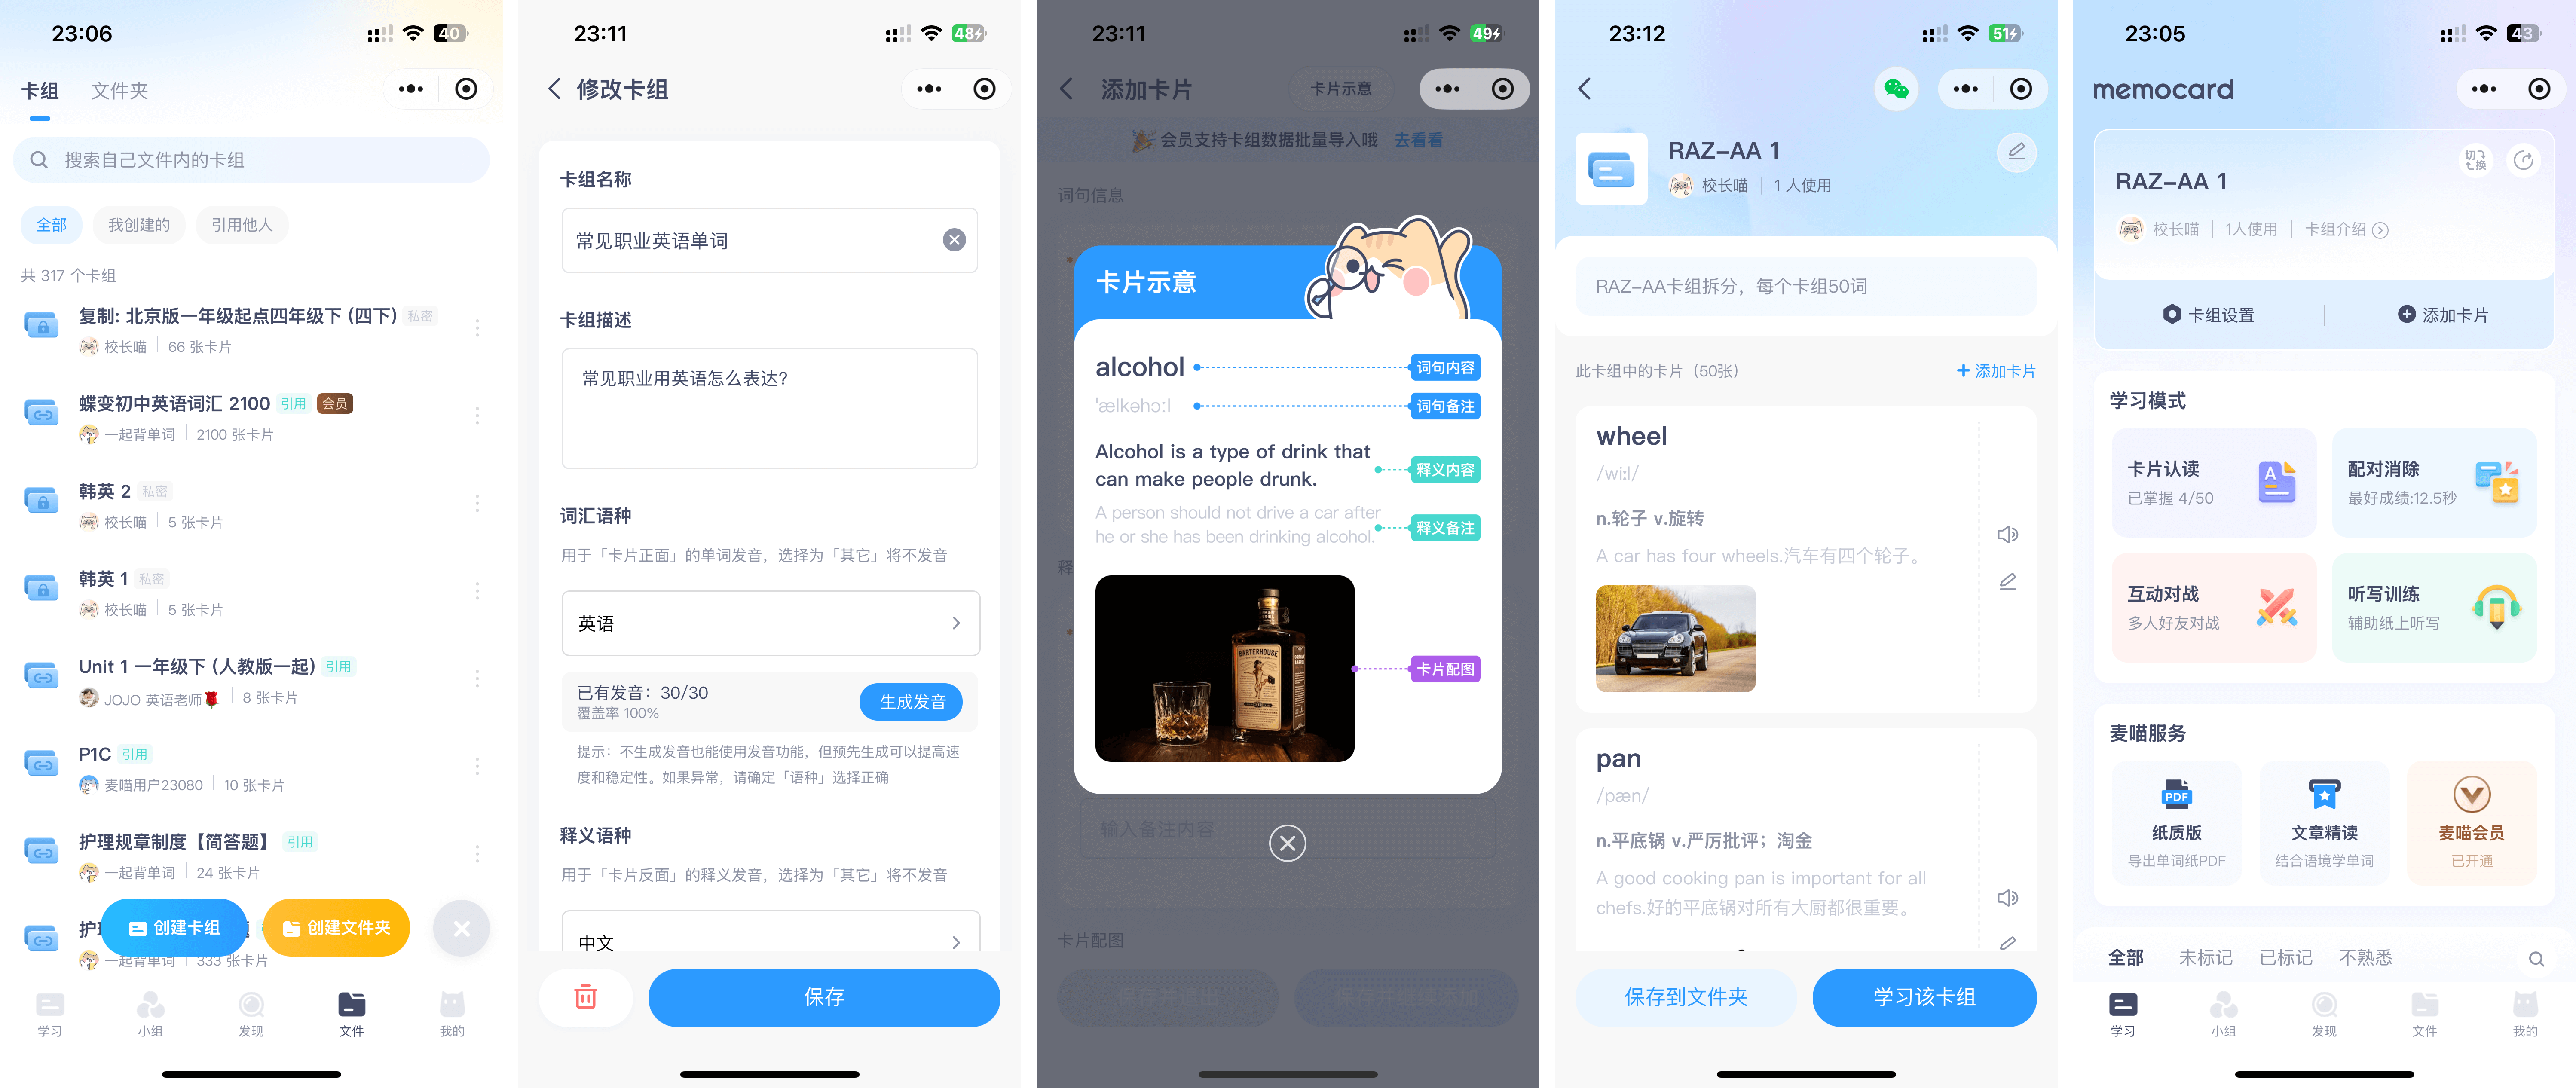 23:06
40
卡组 文件夹
搜索自己文件内的卡组
全部 我创建的 引用他人
共 317 个卡组
复制: 北京版一年级起点四年级下 (四下) 私密
校长喵 66 张卡片
蝶变初中英语词汇 2100 引用 会员
一起背单词 2100 张卡片
韩英 2 私密
校长喵 5 张卡片
韩英 1 私密
校长喵 5 张卡片
Unit 1 一年级下 (人教版一起) 引用
JOJO 英语老师🌹 8 张卡片
P1C 引用
麦喵用户23080 10 张卡片
护理规章制度【简答题】 引用
一起背单词 24 张卡片
护
创建卡组 创建文件夹
一起背单词 333 张卡片
学习 小组 发现 文件 我的
23:11
48
修改卡组
卡组名称
常见职业英语单词
卡组描述
常见职业用英语怎么表达?
词汇语种
用于「卡片正面」的单词发音，选择为「其它」将不发音
英语
已有发音：30/30
覆盖率 100%
生成发音
提示：不生成发音也能使用发音功能，但预先生成可以提高速
度和稳定性。如果异常，请确定「语种」选择正确
释义语种
用于「卡片反面」的释义发音，选择为「其它」将不发音
中文
保存
23:11
49
添加卡片 卡片示意
会员支持卡组数据批量导入哦 去看看
词句信息
卡片示意
alcohol 词句内容
ˈælkəhɔːl 词句备注
Alcohol is a type of drink that
can make people drunk.
释义内容
A person should not drive a car after
he or she has been drinking alcohol.
释义备注
BARTERHOUSE
卡片配图
释
输入备注内容
卡片配图
保存并退出 保存并继续添加
23:12
51
RAZ-AA 1
校长喵 1 人使用
RAZ-AA卡组拆分，每个卡组50词
此卡组中的卡片（50张） + 添加卡片
wheel
/wiːl/
n.轮子 v.旋转
A car has four wheels.汽车有四个轮子。
pan
/pæn/
n.平底锅 v.严厉批评；淘金
A good cooking pan is important for all
chefs.好的平底锅对所有大厨都很重要。
保存到文件夹 学习该卡组
23:05
43
memocard
切换
RAZ-AA 1
校长喵 1人使用 卡组介绍
卡组设置 添加卡片
学习模式
卡片认读
已掌握 4/50
配对消除
最好成绩:12.5秒
互动对战
多人好友对战
听写训练
辅助纸上听写
麦喵服务
PDF
纸质版
导出单词纸PDF
文章精读
结合语境学单词
麦喵会员
已开通
全部 未标记 已标记 不熟悉
学习 小组 发现 文件 我的